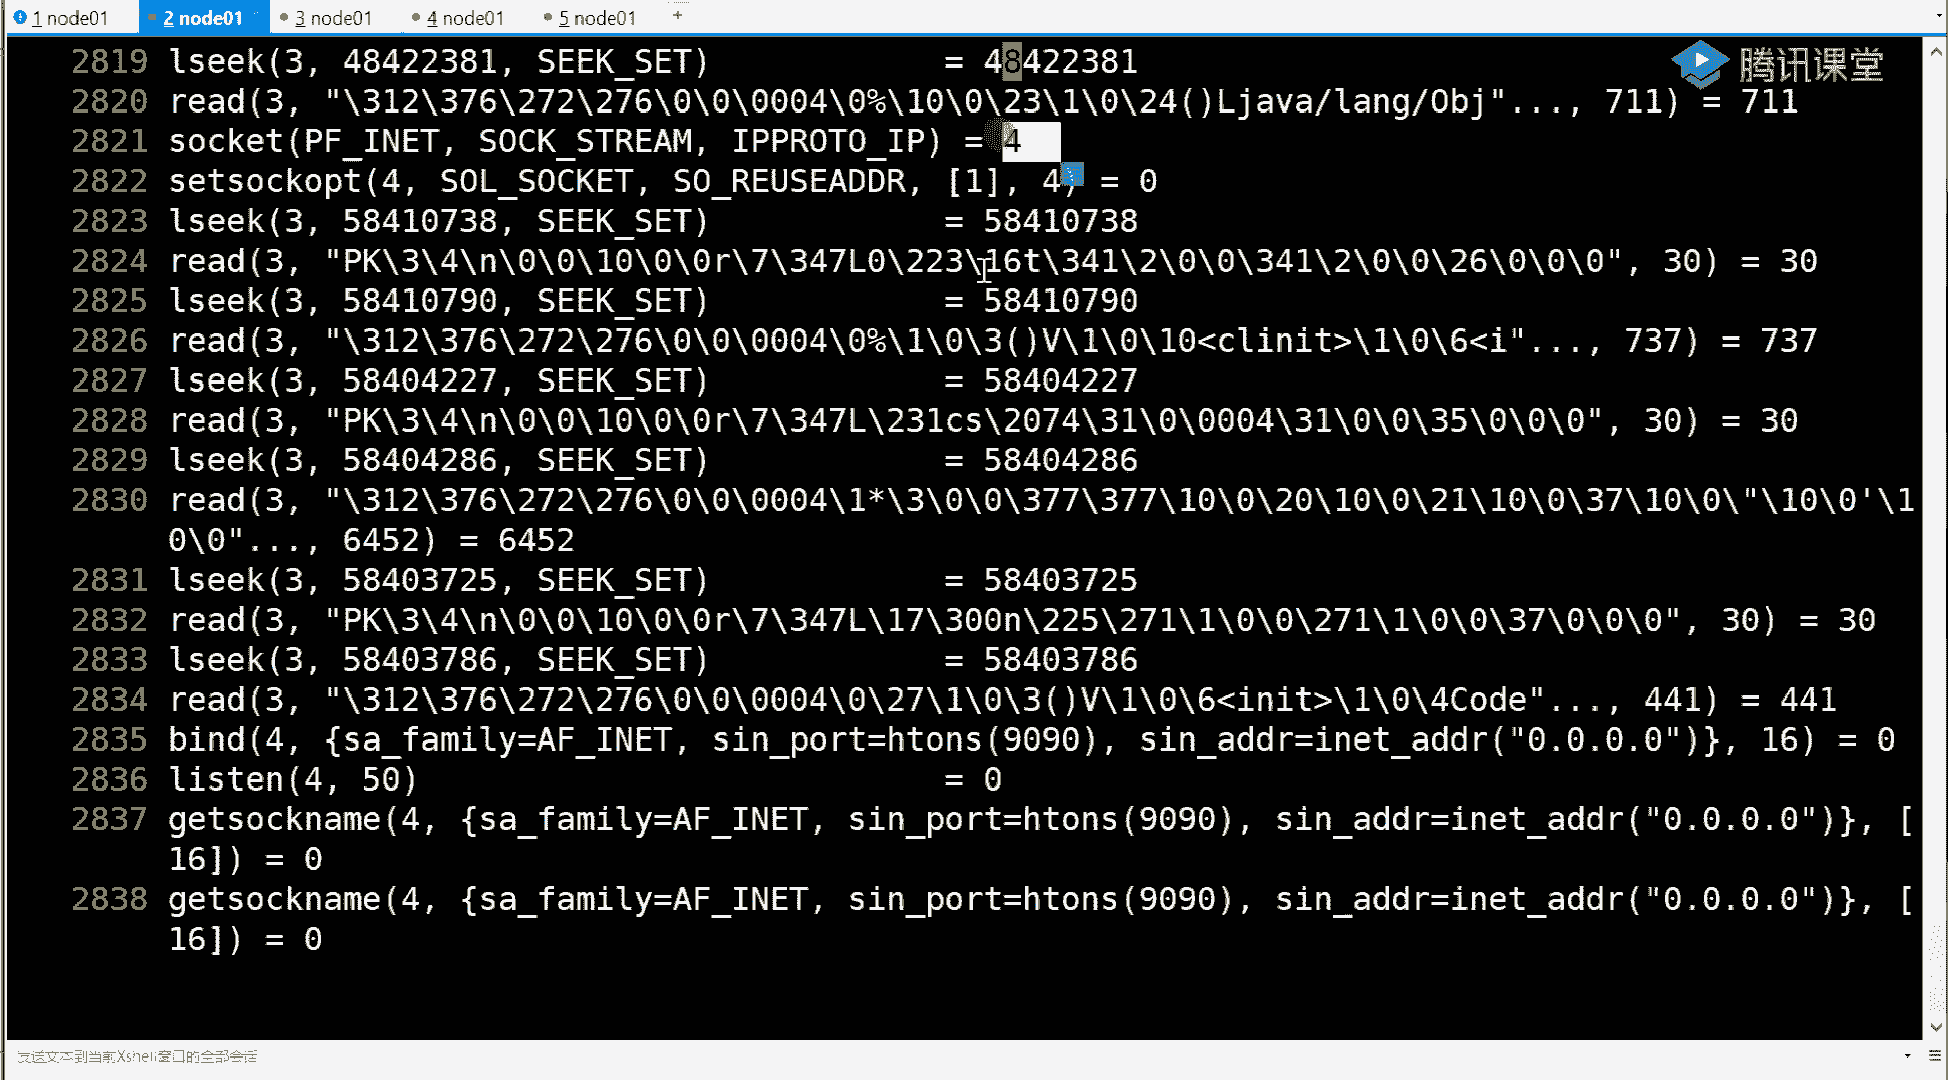 1 node01
2 node01
3 node01
4 node01
5 node01
+
腾讯课堂
2819 lseek(3, 48422381, SEEK_SET) = 48422381
2820 read(3, "\312\376\272\276\0\0\0004\0%\10\0\23\1\0\24()Ljava/lang/Obj"..., 711) = 711
2821 socket(PF_INET, SOCK_STREAM, IPPROTO_IP) = 4
2822 setsockopt(4, SOL_SOCKET, SO_REUSEADDR, [1], 4) = 0
2823 lseek(3, 58410738, SEEK_SET) = 58410738
2824 read(3, "PK\3\4\n\0\0\10\0\0r\7\347L0\223\16t\341\2\0\0\341\2\0\0\26\0\0\0", 30) = 30
2825 lseek(3, 58410790, SEEK_SET) = 58410790
2826 read(3, "\312\376\272\276\0\0\0004\0%\1\0\3()V\1\0\10<clinit>\1\0\6<i"..., 737) = 737
2827 lseek(3, 58404227, SEEK_SET) = 58404227
2828 read(3, "PK\3\4\n\0\0\10\0\0r\7\347L\231cs\2074\31\0\0004\31\0\0\35\0\0\0", 30) = 30
2829 lseek(3, 58404286, SEEK_SET) = 58404286
2830 read(3, "\312\376\272\276\0\0\0004\1*\3\0\0\377\377\10\0\20\10\0\21\10\0\37\10\0\"\10\0'\1
0\0"..., 6452) = 6452
2831 lseek(3, 58403725, SEEK_SET) = 58403725
2832 read(3, "PK\3\4\n\0\0\10\0\0r\7\347L\17\300n\225\271\1\0\0\271\1\0\0\37\0\0\0", 30) = 30
2833 lseek(3, 58403786, SEEK_SET) = 58403786
2834 read(3, "\312\376\272\276\0\0\0004\0\27\1\0\3()V\1\0\6<init>\1\0\4Code"..., 441) = 441
2835 bind(4, {sa_family=AF_INET, sin_port=htons(9090), sin_addr=inet_addr("0.0.0.0")}, 16) = 0
2836 listen(4, 50) = 0
2837 getsockname(4, {sa_family=AF_INET, sin_port=htons(9090), sin_addr=inet_addr("0.0.0.0")}, [
16]) = 0
2838 getsockname(4, {sa_family=AF_INET, sin_port=htons(9090), sin_addr=inet_addr("0.0.0.0")}, [
16]) = 0
发送文本到当前Xshell窗口的全部会话